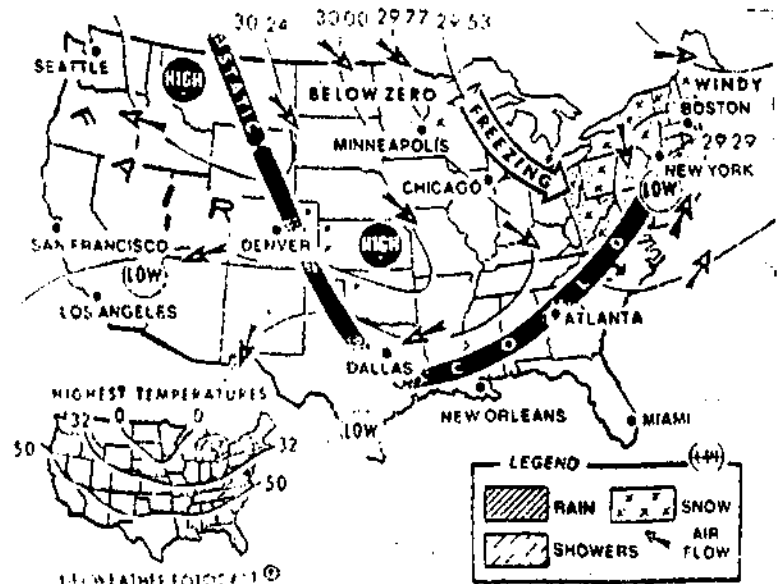 30 24 30 00 29 77 29 53
SEATTLE
HIGH
STATIC
BELOW ZERO
FREEZING
WINDY
BOSTON
MINNEAPOLIS
29 29
NEW YORK
CHICAGO
LOW
FAIR
SAN FRANCISCO
DENVER
HIGH
LOW
LOS ANGELES
COLD
ATLANTA
DALLAS
HIGHEST TEMPERATURES
NEW ORLEANS
MIAMI
LOW
32 0 0
50 32
50
LEGEND
RAIN
SNOW
SHOWERS
AIR
FLOW